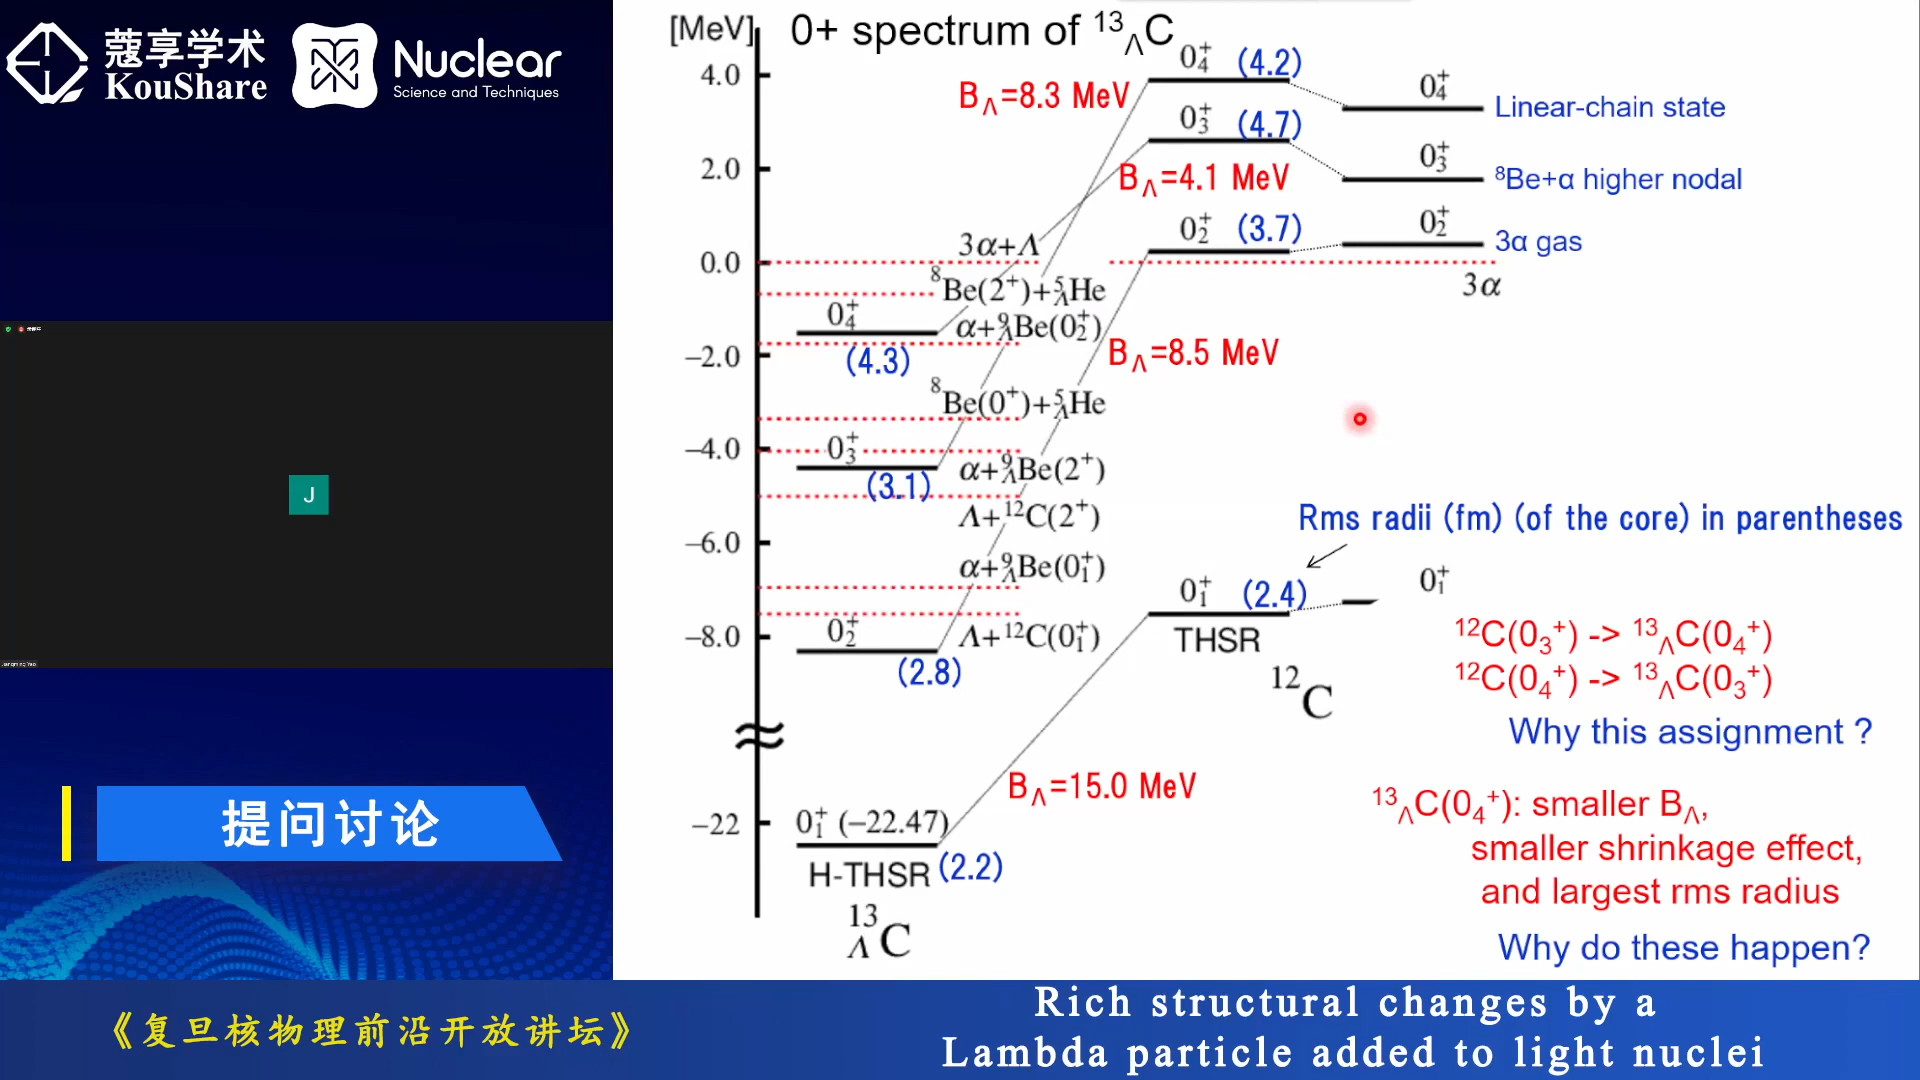 蔻享学术
KouShare
Nuclear
Science and Techniques
J
提问讨论
《复旦核物理前沿开放讲坛》
Rich structural changes by a
Lambda particle added to light nuclei
[MeV]
0+ spectrum of ¹³ΛC
4.0
2.0
0.0
−2.0
−4.0
−6.0
−8.0
−22
0₄⁺
(4.3)
0₃⁺
(3.1)
0₂⁺
(2.8)
0₁⁺ (−22.47)
(2.2)
H-THSR
¹³ΛC
3α+Λ
⁸Be(2⁺)+⁵ΛHe
α+⁹ΛBe(0₂⁺)
⁸Be(0⁺)+⁵ΛHe
α+⁹ΛBe(2⁺)
Λ+¹²C(2⁺)
α+⁹ΛBe(0₁⁺)
Λ+¹²C(0₁⁺)
B_Λ=8.3 MeV
B_Λ=4.1 MeV
B_Λ=8.5 MeV
B_Λ=15.0 MeV
0₄⁺ (4.2)
0₃⁺ (4.7)
0₂⁺ (3.7)
0₁⁺ (2.4)
THSR
¹²C
0₄⁺
Linear-chain state
0₃⁺
⁸Be+α higher nodal
0₂⁺
3α gas
3α
Rms radii (fm) (of the core) in parentheses
0₁⁺
¹²C(0₃⁺) -> ¹³ΛC(0₄⁺)
¹²C(0₄⁺) -> ¹³ΛC(0₃⁺)
Why this assignment ?
¹³ΛC(0₄⁺): smaller B_Λ,
smaller shrinkage effect,
and largest rms radius
Why do these happen?